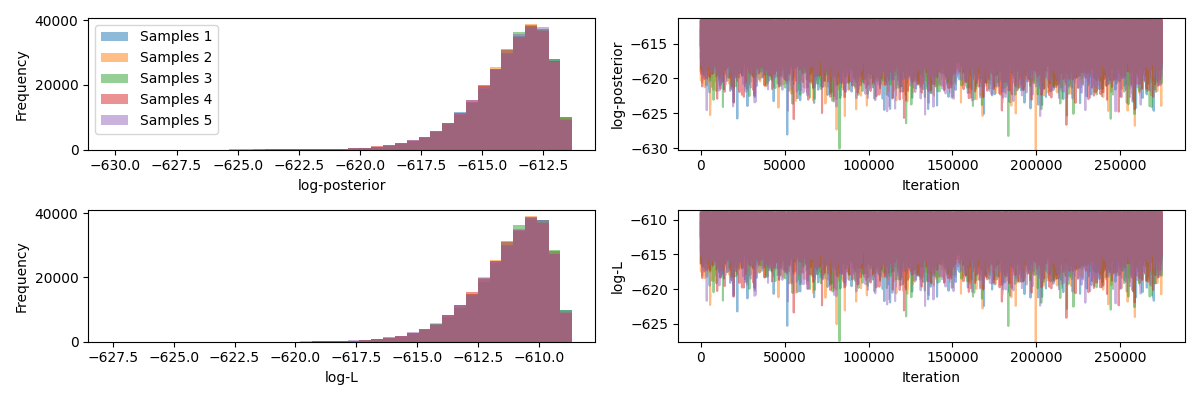 40000
20000
0
Frequency
Samples 1
Samples 2
Samples 3
Samples 4
Samples 5
−630.0 −627.5 −625.0 −622.5 −620.0 −617.5 −615.0 −612.5
log-posterior
−615
−620
−625
−630
log-posterior
0 50000 100000 150000 200000 250000
Iteration
40000
20000
0
Frequency
−627.5 −625.0 −622.5 −620.0 −617.5 −615.0 −612.5 −610.0
log-L
−610
−615
−620
−625
log-L
0 50000 100000 150000 200000 250000
Iteration